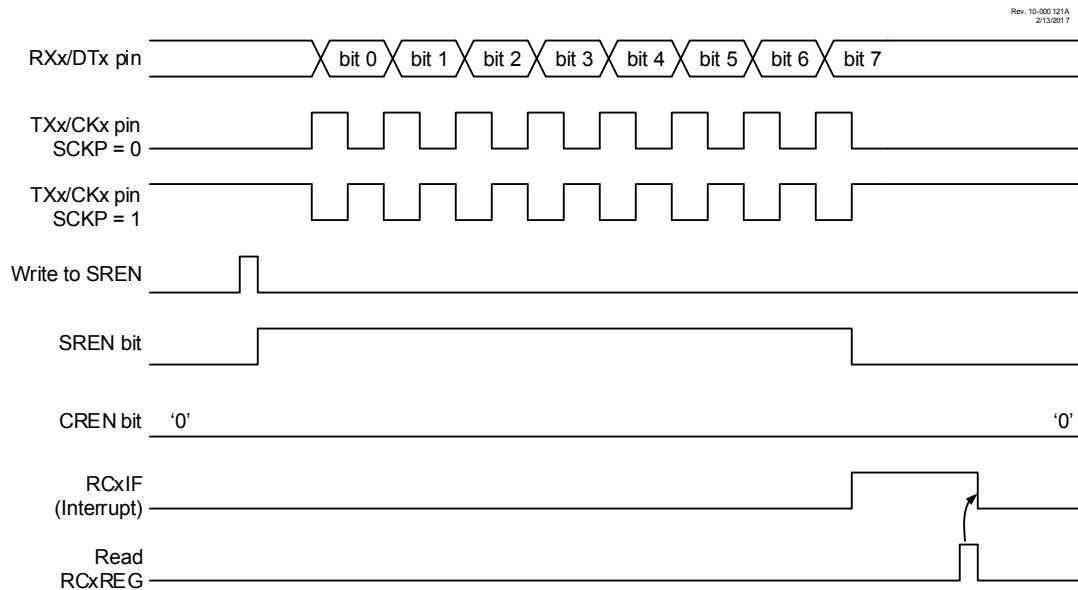 Rev. 10-000 121A
2/13/2017
RXx/DTx pin
bit 0 bit 1 bit 2 bit 3 bit 4 bit 5 bit 6 bit 7
TXx/CKx pin
SCKP = 0
TXx/CKx pin
SCKP = 1
Write to SREN
SREN bit
CREN bit ‘0’ ‘0’
RCxIF
(Interrupt)
Read
RCxREG